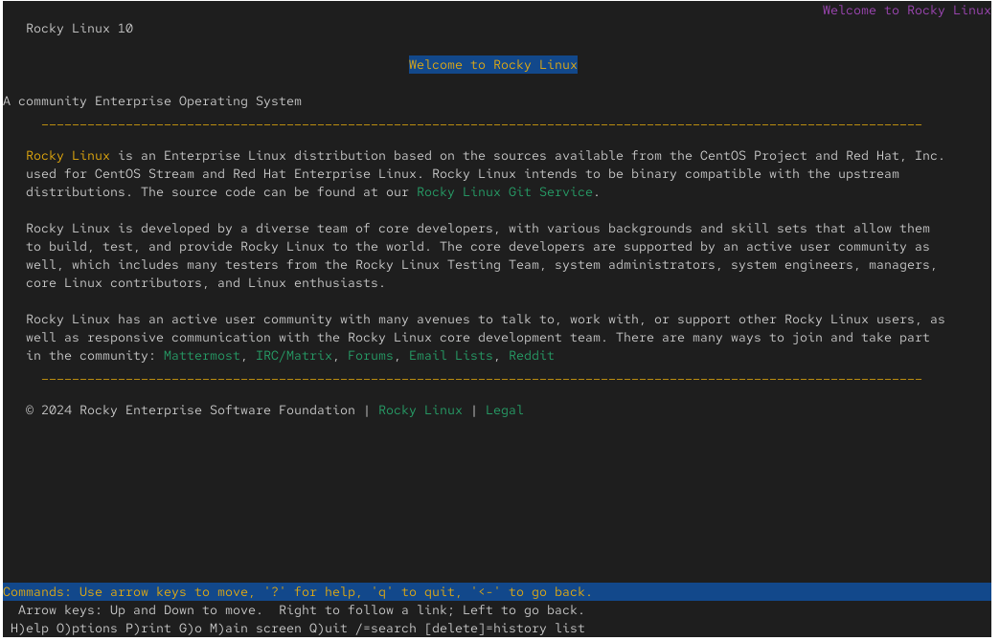 Welcome to Rocky Linux
Rocky Linux 10
Welcome to Rocky Linux
A community Enterprise Operating System
Rocky Linux is an Enterprise Linux distribution based on the sources available from the CentOS Project and Red Hat, Inc.
used for CentOS Stream and Red Hat Enterprise Linux. Rocky Linux intends to be binary compatible with the upstream
distributions. The source code can be found at our Rocky Linux Git Service.
Rocky Linux is developed by a diverse team of core developers, with various backgrounds and skill sets that allow them
to build, test, and provide Rocky Linux to the world. The core developers are supported by an active user community as
well, which includes many testers from the Rocky Linux Testing Team, system administrators, system engineers, managers,
core Linux contributors, and Linux enthusiasts.
Rocky Linux has an active user community with many avenues to talk to, work with, or support other Rocky Linux users, as
well as responsive communication with the Rocky Linux core development team. There are many ways to join and take part
in the community: Mattermost, IRC/Matrix, Forums, Email Lists, Reddit
© 2024 Rocky Enterprise Software Foundation | Rocky Linux | Legal
Commands: Use arrow keys to move, '?' for help, 'q' to quit, '<-' to go back.
Arrow keys: Up and Down to move.  Right to follow a link; Left to go back.
H)elp O)ptions P)rint G)o M)ain screen Q)uit /=search [delete]=history list